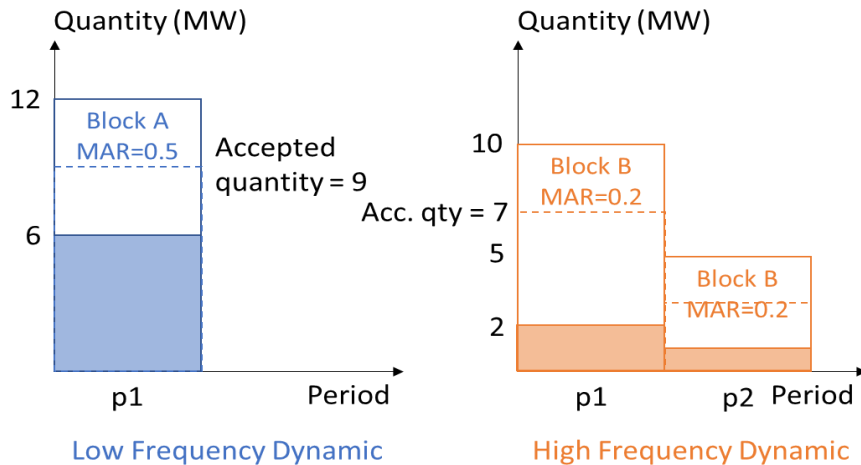 Quantity (MW)
12
Block A
MAR=0.5
Accepted
quantity = 9
6
p1
Period
Low Frequency Dynamic
Quantity (MW)
10
Block B
MAR=0.2
Acc. qty = 7
5
Block B
MAR=0.2
2
p1
p2
Period
High Frequency Dynamic